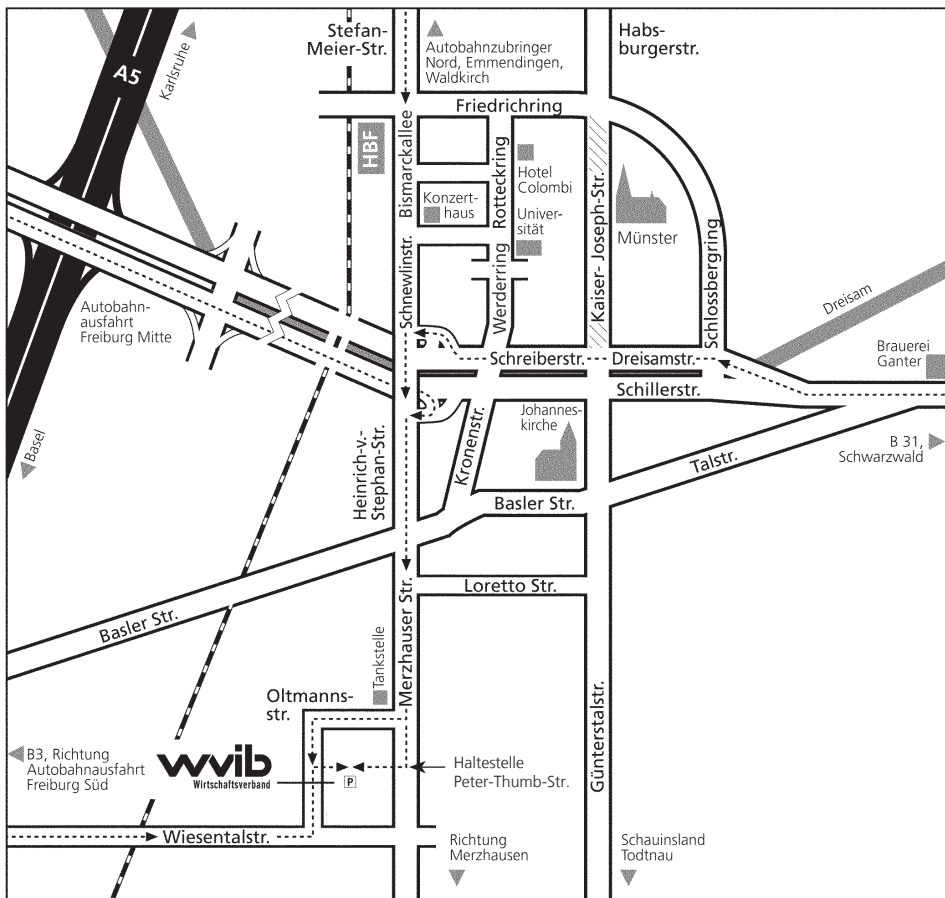 Stefan-
Meier-Str.
Autobahnzubringer
Nord, Emmendingen,
Waldkirch
Habs-
burgerstr.
A5
Karlsruhe
Friedrichring
HBF
Bismarckallee
Rotteckring
Hotel
Colombi
Konzert-
haus
Univer-
sität
Kaiser- Joseph-Str.
Münster
Schlossbergring
Schnewlinstr.
Werderring
Autobahn-
ausfahrt
Freiburg Mitte
Dreisam
Brauerei
Ganter
Schreiberstr.
Dreisamstr.
Schillerstr.
Basel
Heinrich-v.-
Stephan-Str.
Kronenstr.
Johannes-
kirche
Talstr.
B 31,
Schwarzwald
Basler Str.
Loretto Str.
Basler Str.
Merzhauser Str.
Tankstelle
Oltmanns-
str.
Günterstalstr.
B3, Richtung
Autobahnausfahrt
Freiburg Süd
wvib
Wirtschaftsverband
P
Haltestelle
Peter-Thumb-Str.
Wiesentalstr.
Richtung
Merzhausen
Schauinsland
Todtnau